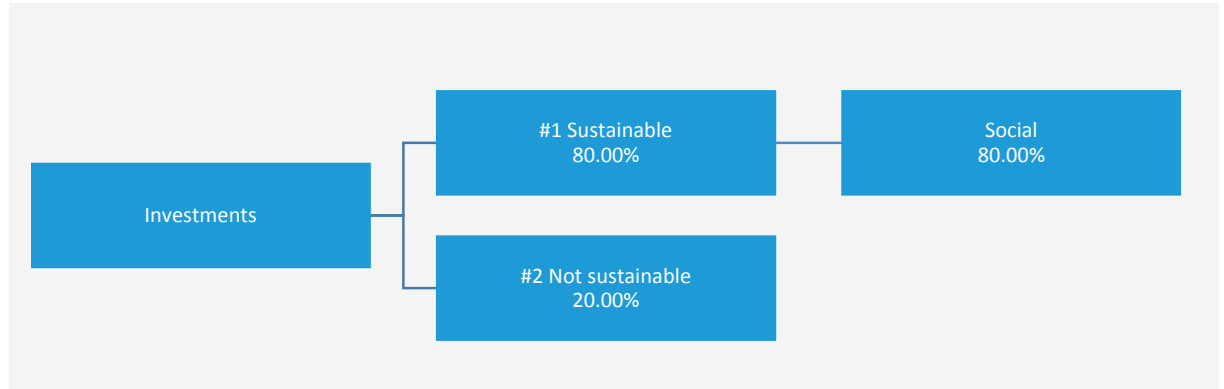 #1 Sustainable
80.00%
Social
80.00%
Investments
#2 Not sustainable
20.00%